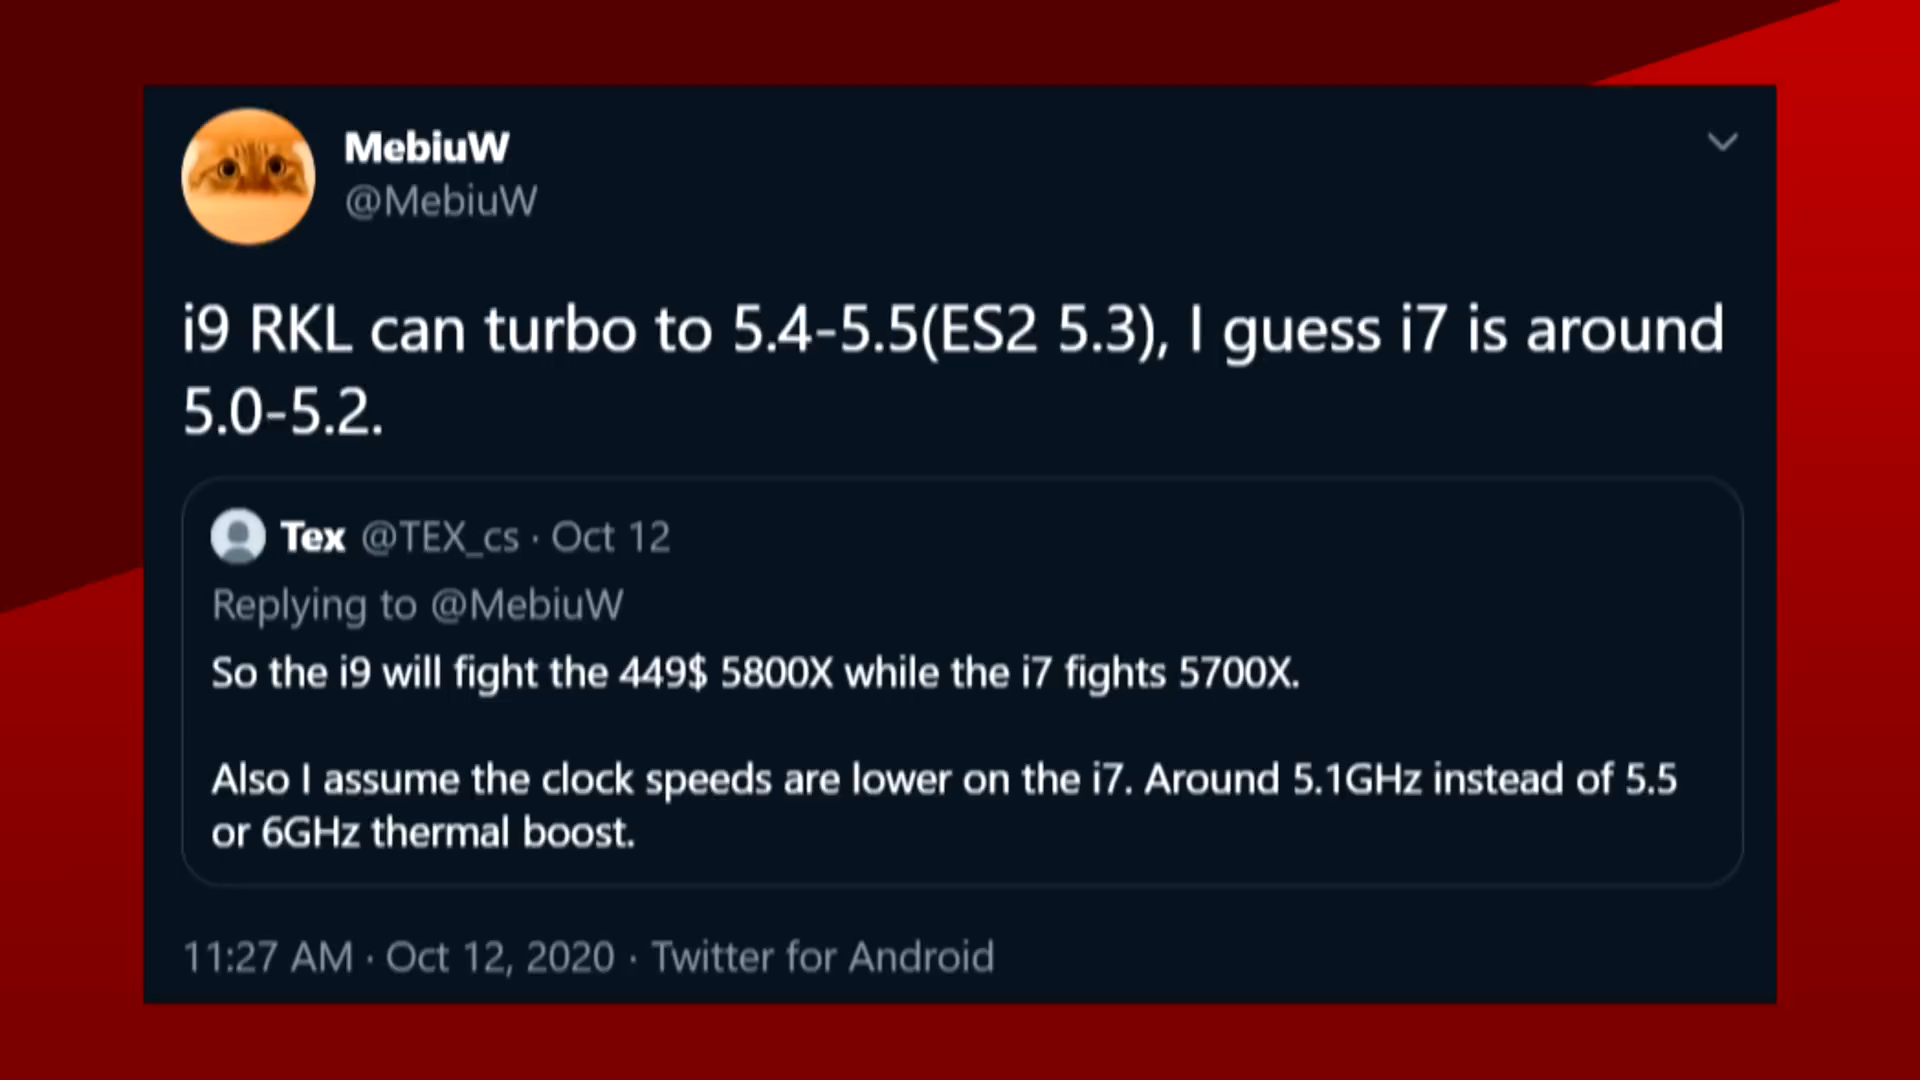 MebiuW
@MebiuW
i9 RKL can turbo to 5.4-5.5(ES2 5.3), I guess i7 is around
5.0-5.2.
Tex @TEX_cs · Oct 12
Replying to @MebiuW
So the i9 will fight the 449$ 5800X while the i7 fights 5700X.
Also I assume the clock speeds are lower on the i7. Around 5.1GHz instead of 5.5
or 6GHz thermal boost.
11:27 AM · Oct 12, 2020 · Twitter for Android